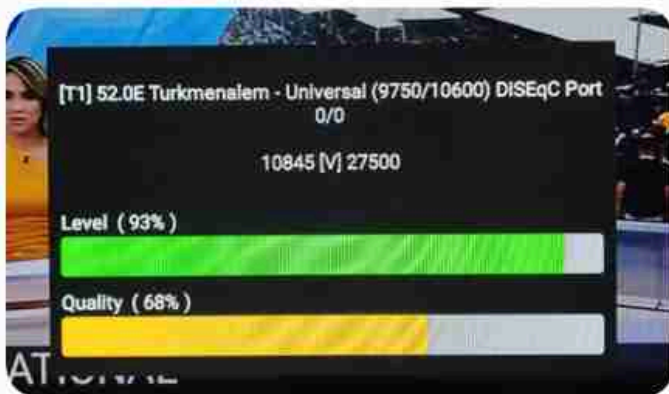 [T1] 52.0E Turkmenalem - Universal (9750/10600) DiSEqC Port
0/0
10845 [V] 27500
Level ( 93% )
Quality ( 68% )